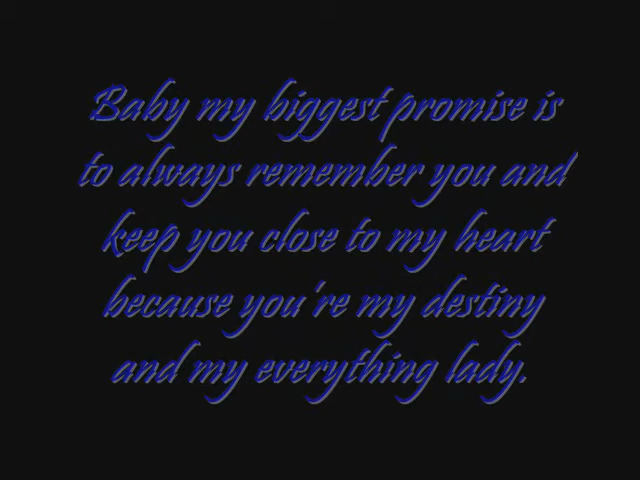 Baby my biggest promise is
to always remember you and
keep you close to my heart
because you're my destiny
and my everything lady.